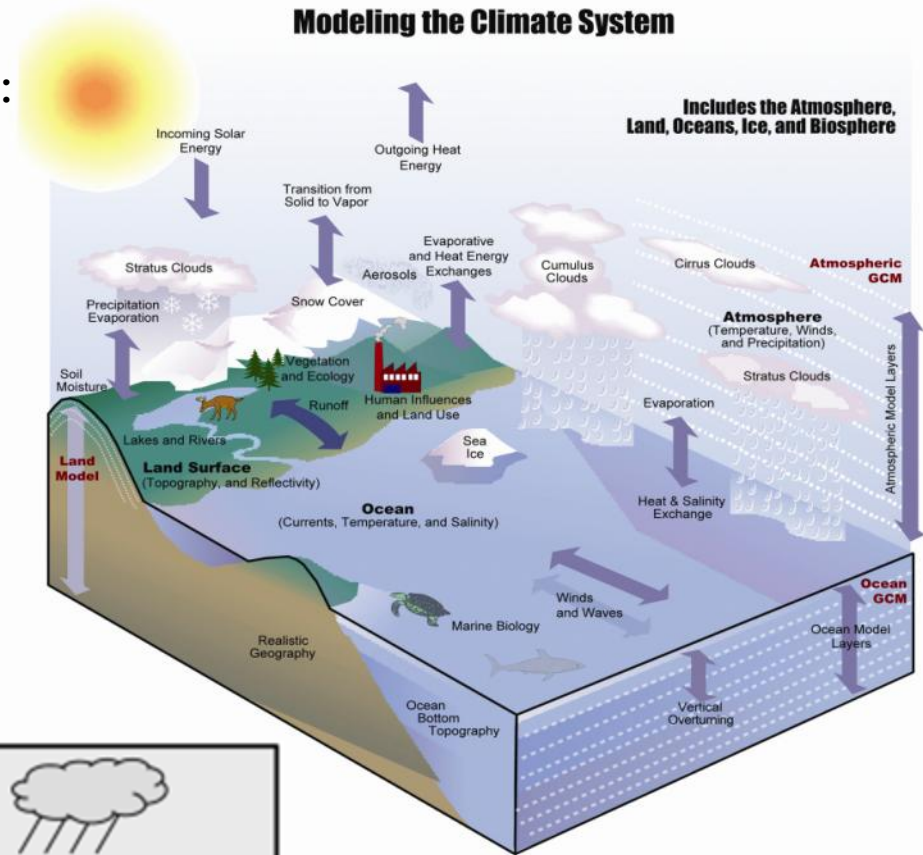 Modeling the Climate System
:
Includes the Atmosphere,
Land, Oceans, Ice, and Biosphere
Incoming Solar
Energy
Outgoing Heat
Energy
Transition from
Solid to Vapor
Stratus Clouds
Aerosols
Evaporative
and Heat Energy
Exchanges
Cumulus
Clouds
Cirrus Clouds
Atmospheric
GCM
Precipitation
Evaporation
Snow Cover
Atmosphere
(Temperature, Winds,
and Precipitation)
Soil
Moisture
Vegetation
and Ecology
Stratus Clouds
Atmospheric Model Layers
Runoff
Human Influences
and Land Use
Evaporation
Lakes and Rivers
Sea
Ice
Land
Model
Land Surface
(Topography, and Reflectivity)
Heat & Salinity
Exchange
Ocean
(Currents, Temperature, and Salinity)
Ocean
GCM
Winds
and Waves
Marine Biology
Ocean Model
Layers
Realistic
Geography
Ocean
Bottom
Topography
Vertical
Overturning